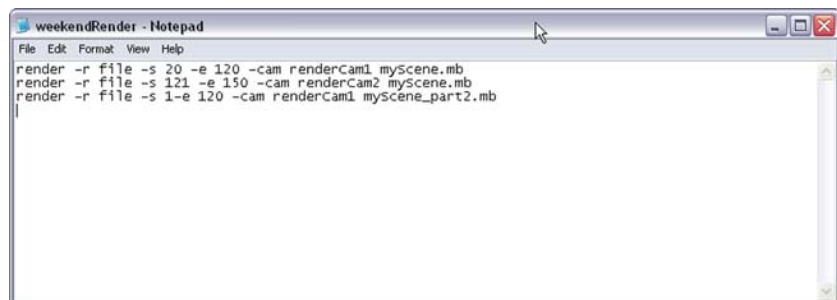 weekendRender - Notepad
File Edit Format View Help
render -r file -s 20 -e 120 -cam renderCam1 myScene.mb
render -r file -s 121 -e 150 -cam renderCam2 myScene.mb
render -r file -s 1-e 120 -cam renderCam1 myScene_part2.mb